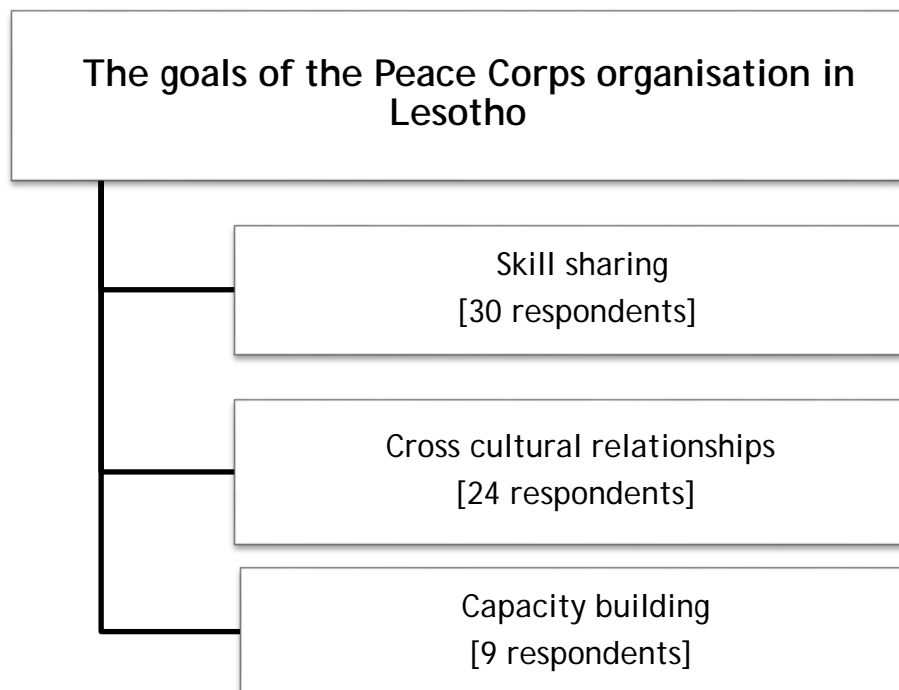 The goals of the Peace Corps organisation in
Lesotho
Skill sharing
[30 respondents]
Cross cultural relationships
[24 respondents]
Capacity building
[9 respondents]